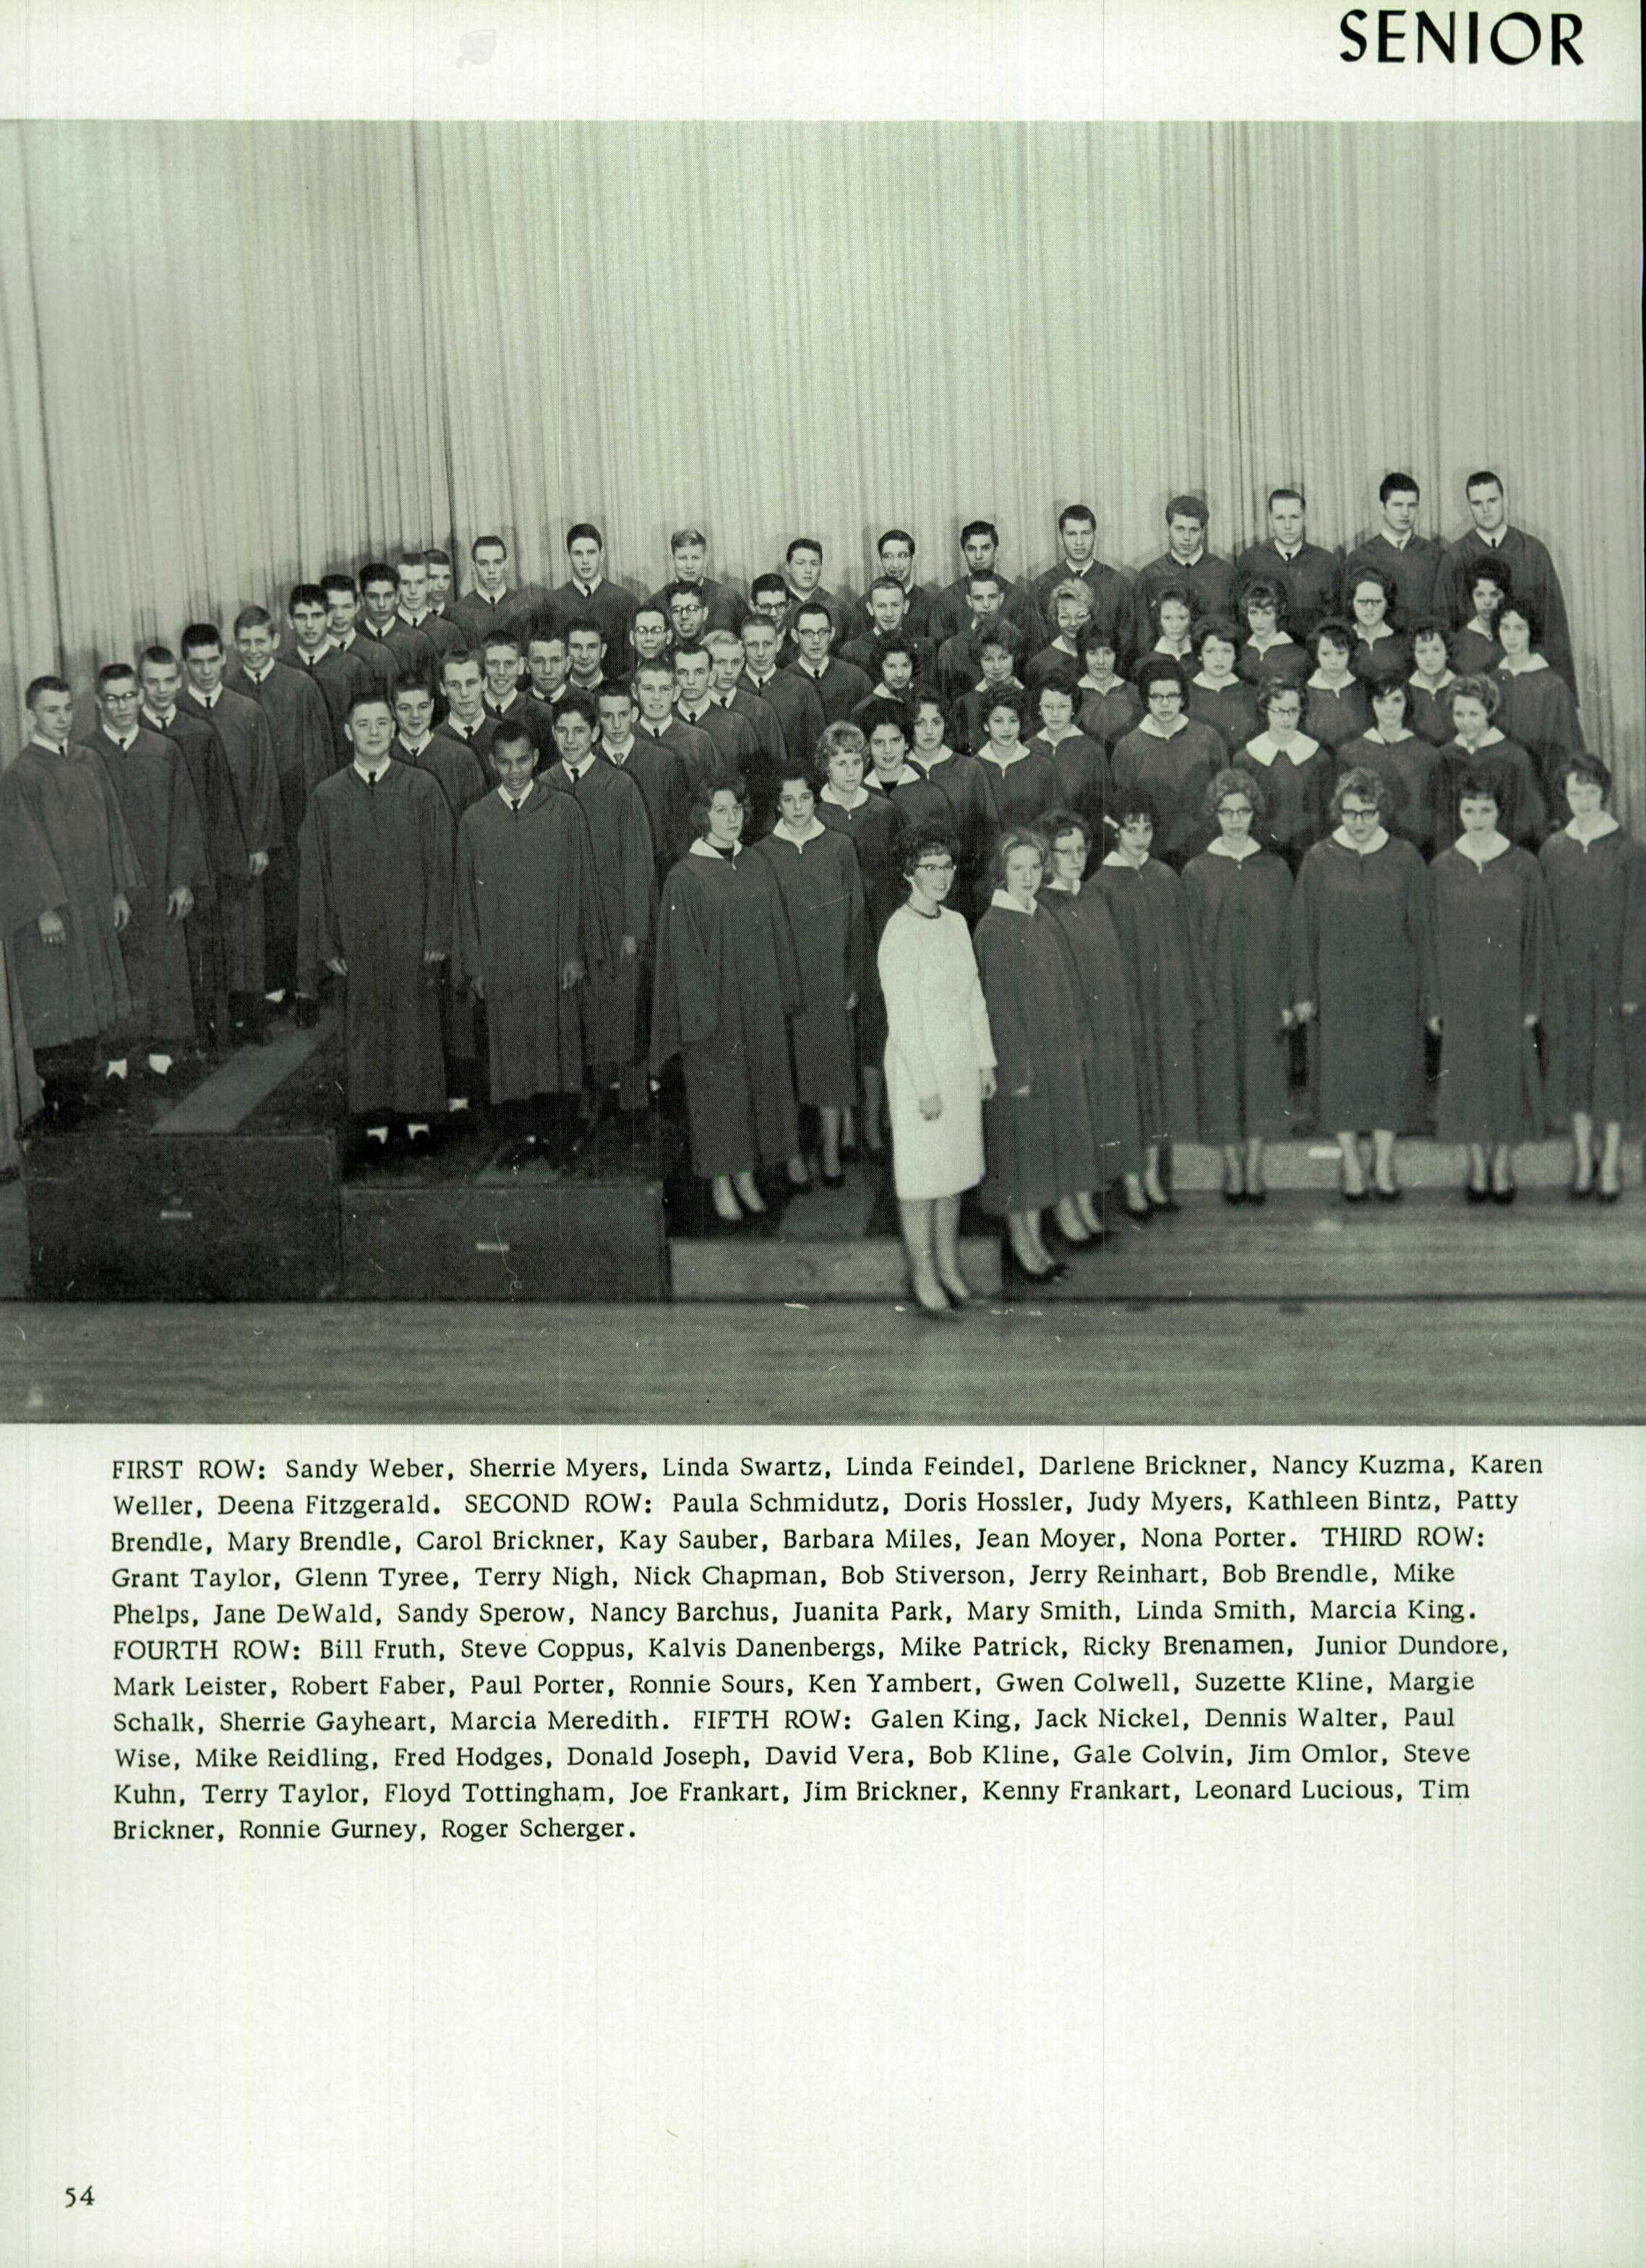 SENIOR
FIRST ROW: Sandy Weber, Sherrie Myers, Linda Swartz, Linda Feindel, Darlene Brickner, Nancy Kuzma, Karen
Weller, Deena Fitzgerald. SECOND ROW: Paula Schmidutz, Doris Hossler, Judy Myers, Kathleen Bintz, Patty
Brendle, Mary Brendle, Carol Brickner, Kay Sauber, Barbara Miles, Jean Moyer, Nona Porter. THIRD ROW:
Grant Taylor, Glenn Tyree, Terry Nigh, Nick Chapman, Bob Stiverson, Jerry Reinhart, Bob Brendle, Mike
Phelps, Jane DeWald, Sandy Sperow, Nancy Barchus, Juanita Park, Mary Smith, Linda Smith, Marcia King.
FOURTH ROW: Bill Fruth, Steve Coppus, Kalvis Danenbergs, Mike Patrick, Ricky Brenamen, Junior Dundore,
Mark Leister, Robert Faber, Paul Porter, Ronnie Sours, Ken Yambert, Gwen Colwell, Suzette Kline, Margie
Schalk, Sherrie Gayheart, Marcia Meredith. FIFTH ROW: Galen King, Jack Nickel, Dennis Walter, Paul
Wise, Mike Reidling, Fred Hodges, Donald Joseph, David Vera, Bob Kline, Gale Colvin, Jim Omlor, Steve
Kuhn, Terry Taylor, Floyd Tottingham, Joe Frankart, Jim Brickner, Kenny Frankart, Leonard Lucious, Tim
Brickner, Ronnie Gurney, Roger Scherger.
54